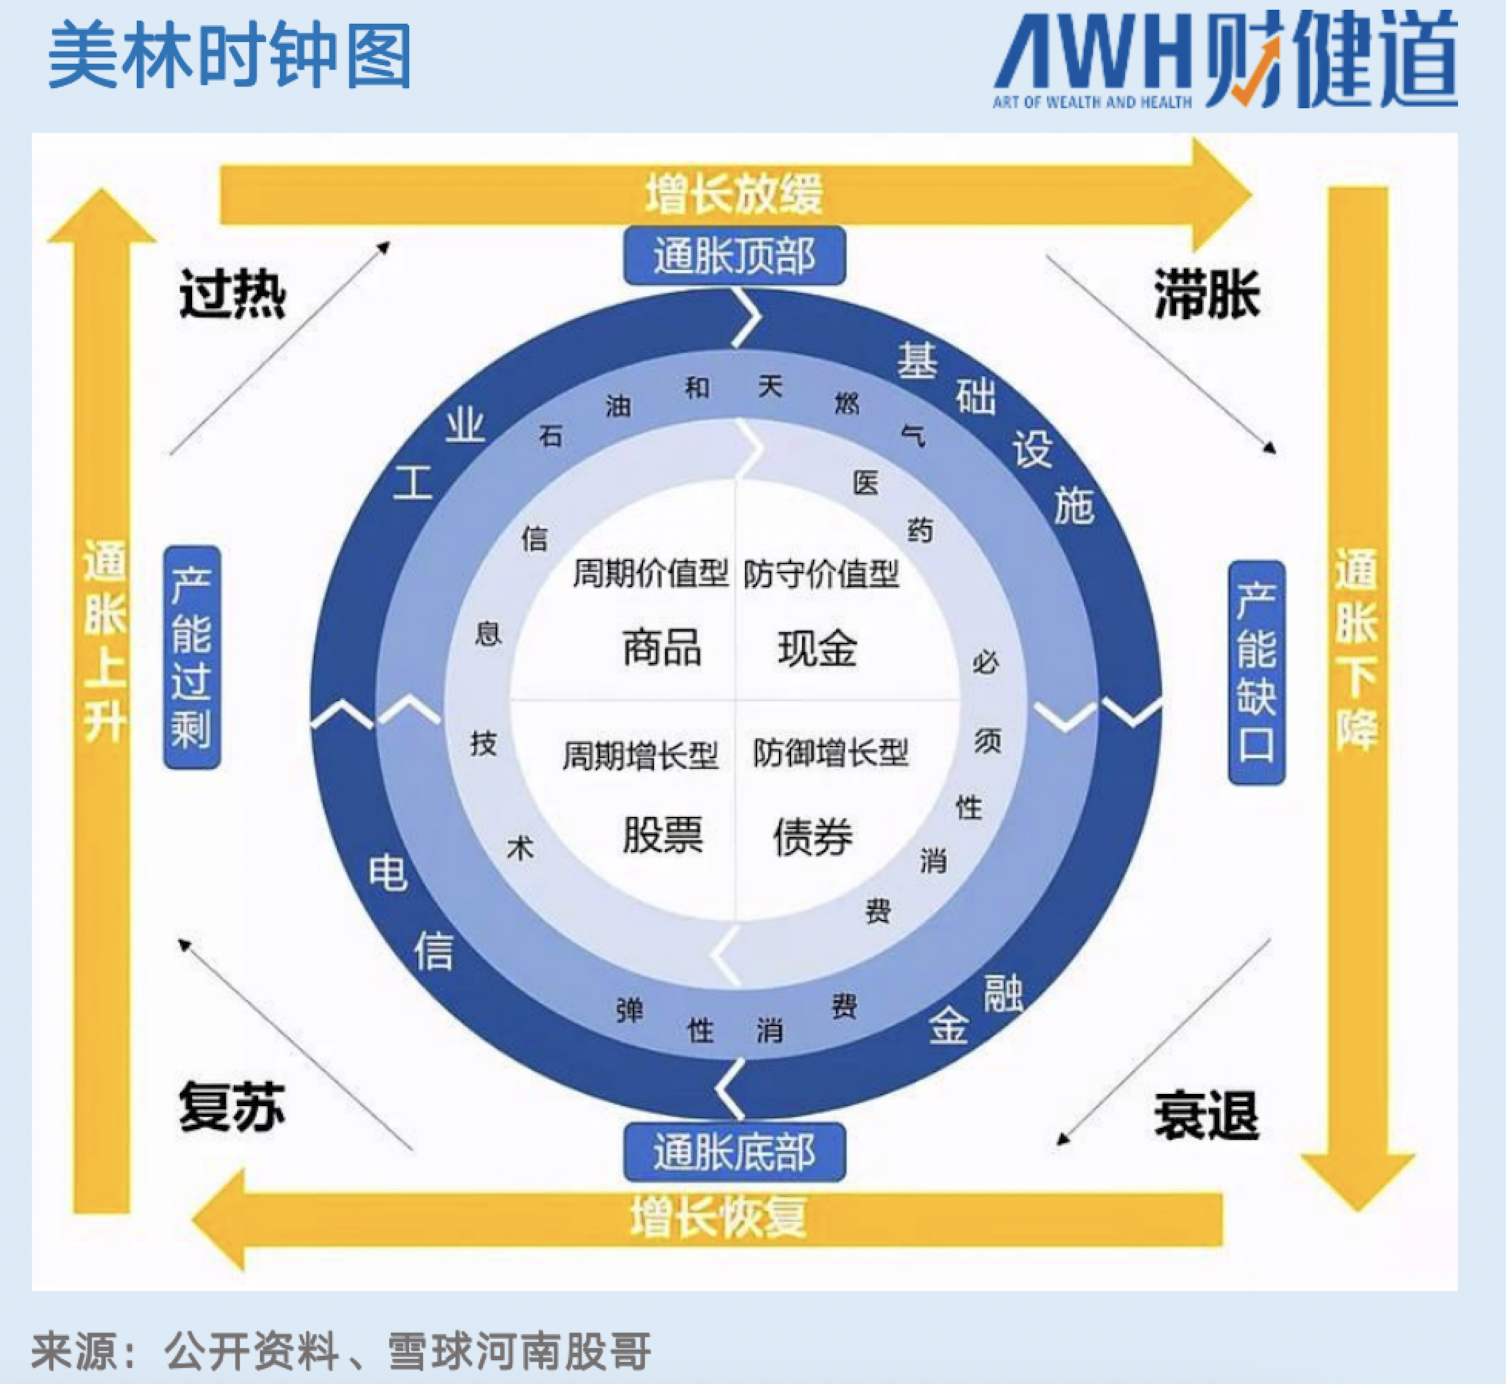 美林时钟图
AWH财健道
ART OF WEALTH AND HEALTH
增长放缓
通胀顶部
过热
滞胀
通胀上升
产能过剩
工业
基础设施
石油和天燃气
信息技术
医药
必须性消费
周期价值型
防守价值型
商品
现金
周期增长型
防御增长型
股票
债券
产能缺口
通胀下降
电信
弹性消费
金融
复苏
衰退
通胀底部
增长恢复
来源：公开资料、雪球河南股哥